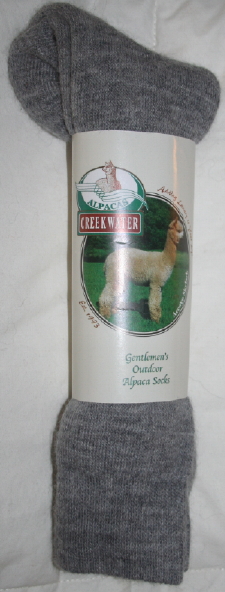 ALPACAS
CREEKWATER
Gentlemen's
Outdoor
Alpaca Socks